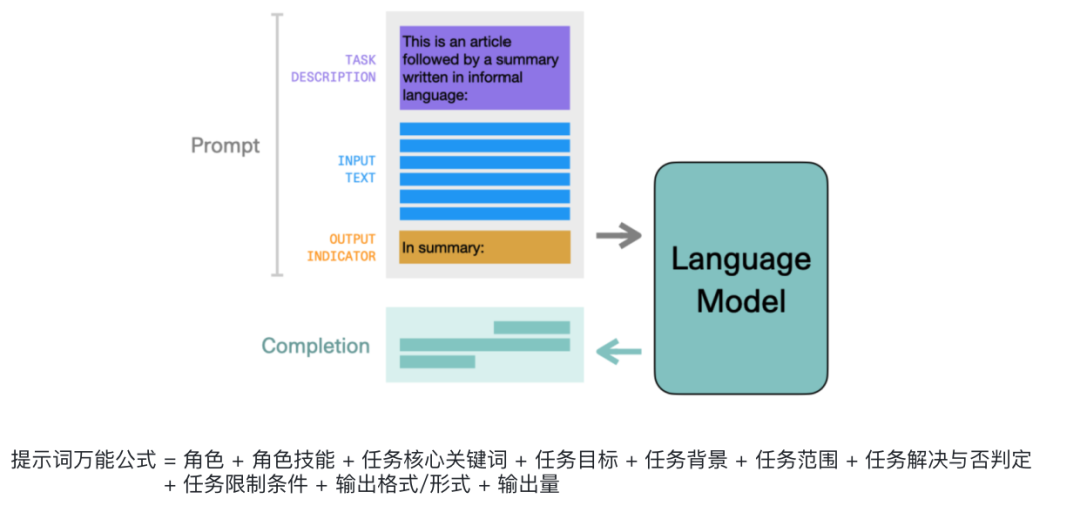 This is an article
followed by a summary
written in informal
language:
TASK
DESCRIPTION
Prompt
INPUT
TEXT
OUTPUT
INDICATOR
In summary:
Language
Model
Completion
提示词万能公式 = 角色 + 角色技能 + 任务核心关键词 + 任务目标 + 任务背景 + 任务范围 + 任务解决与否判定
+ 任务限制条件 + 输出格式/形式 + 输出量